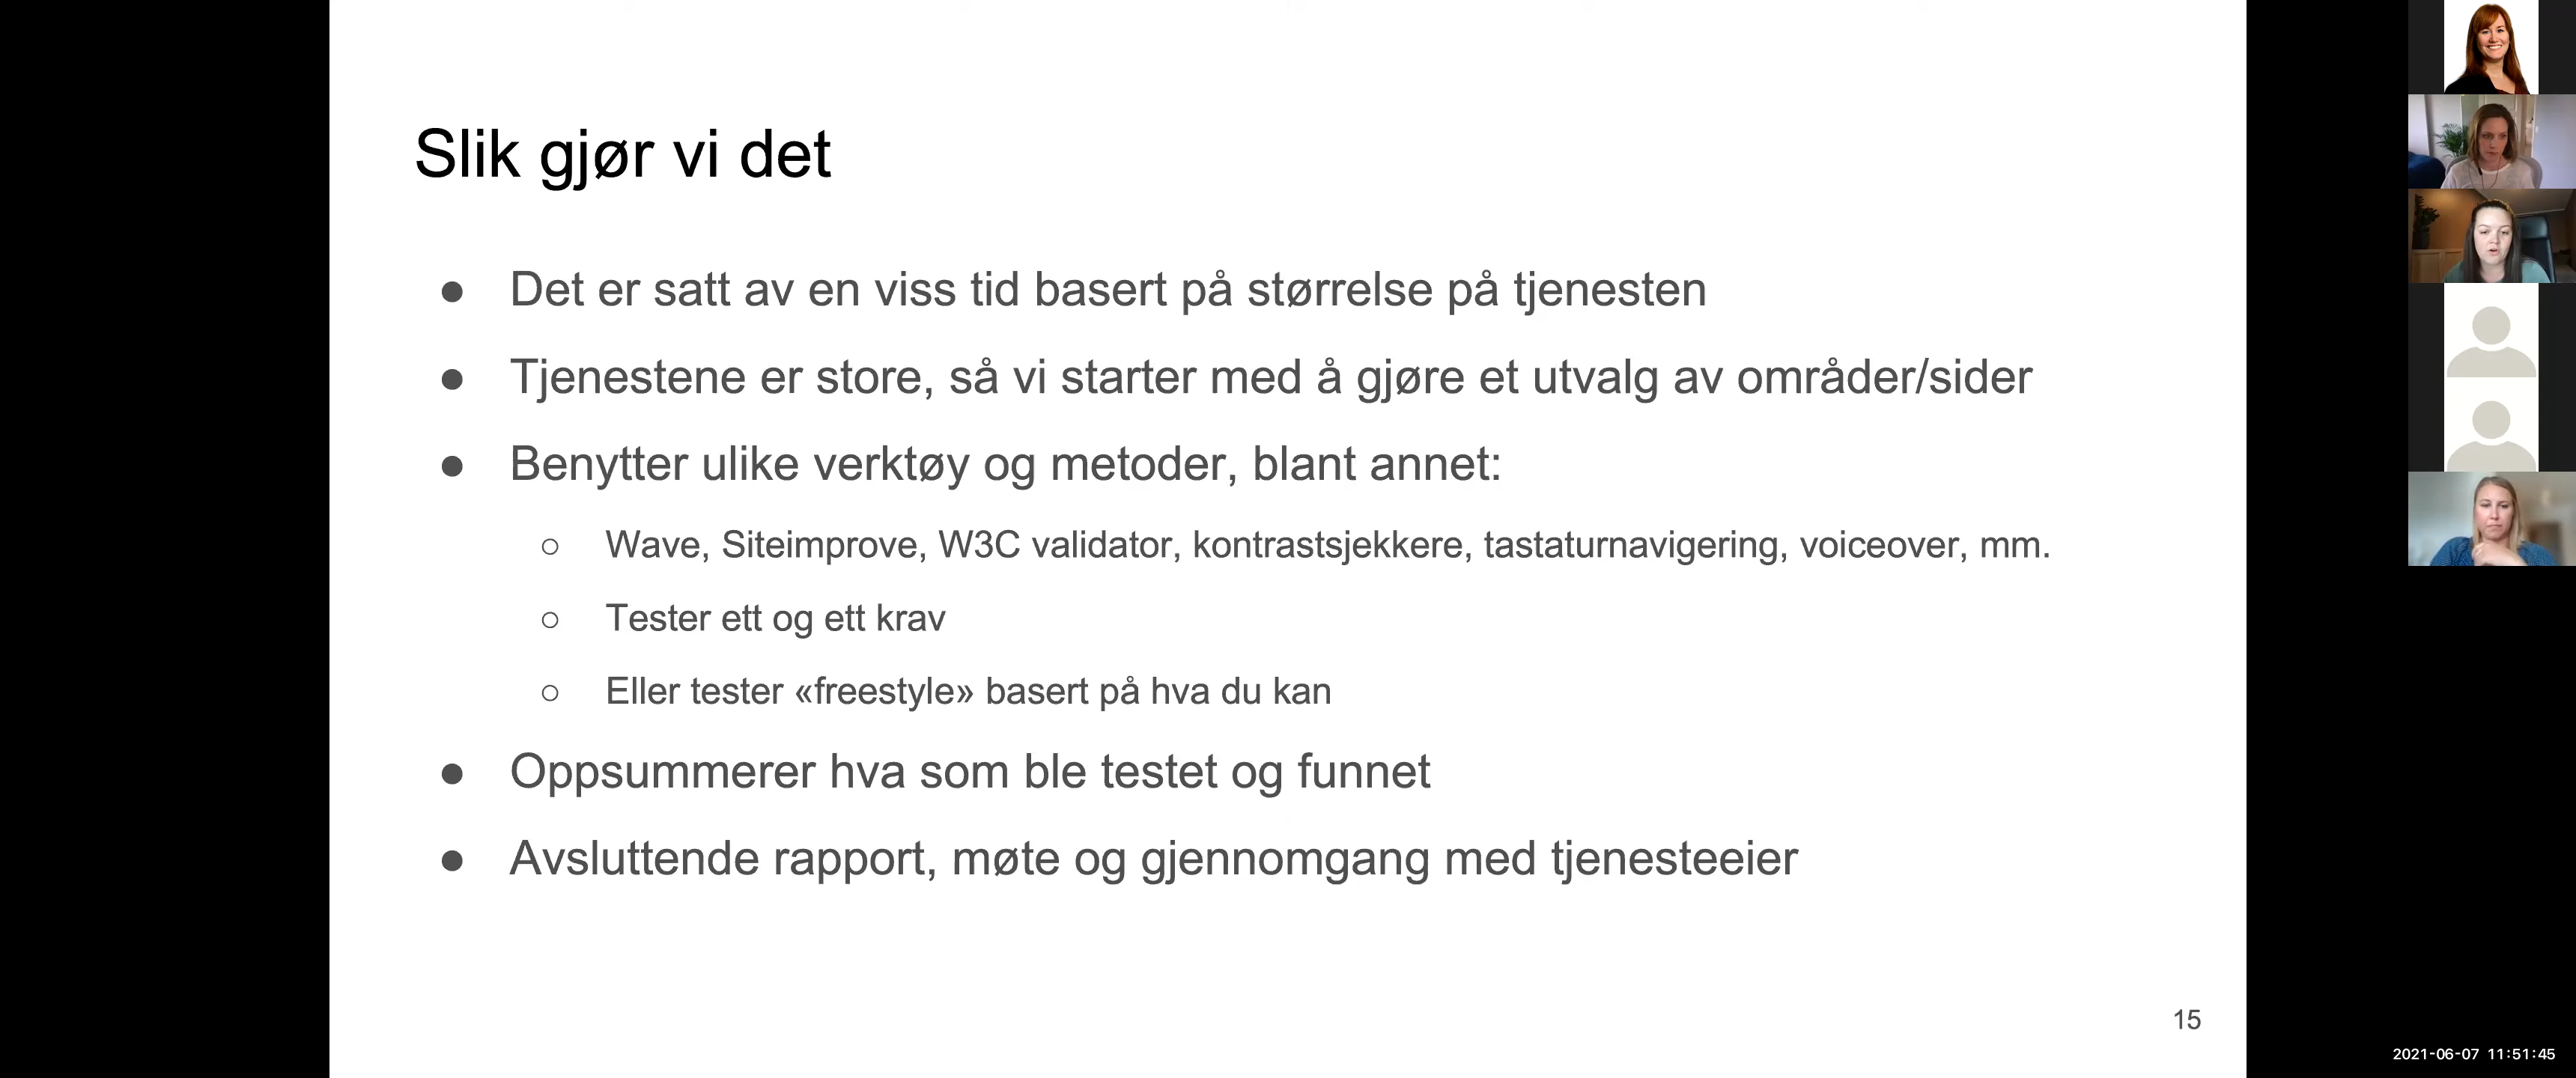 Slik gjør vi det
● Det er satt av en viss tid basert på størrelse på tjenesten
● Tjenestene er store, så vi starter med å gjøre et utvalg av områder/sider
● Benytter ulike verktøy og metoder, blant annet:
○ Wave, Siteimprove, W3C validator, kontrastsjekkere, tastaturnavigering, voiceover, mm.
○ Tester ett og ett krav
○ Eller tester «freestyle» basert på hva du kan
● Oppsummerer hva som ble testet og funnet
● Avsluttende rapport, møte og gjennomgang med tjenesteeier
15
2021-06-07 11:51:45